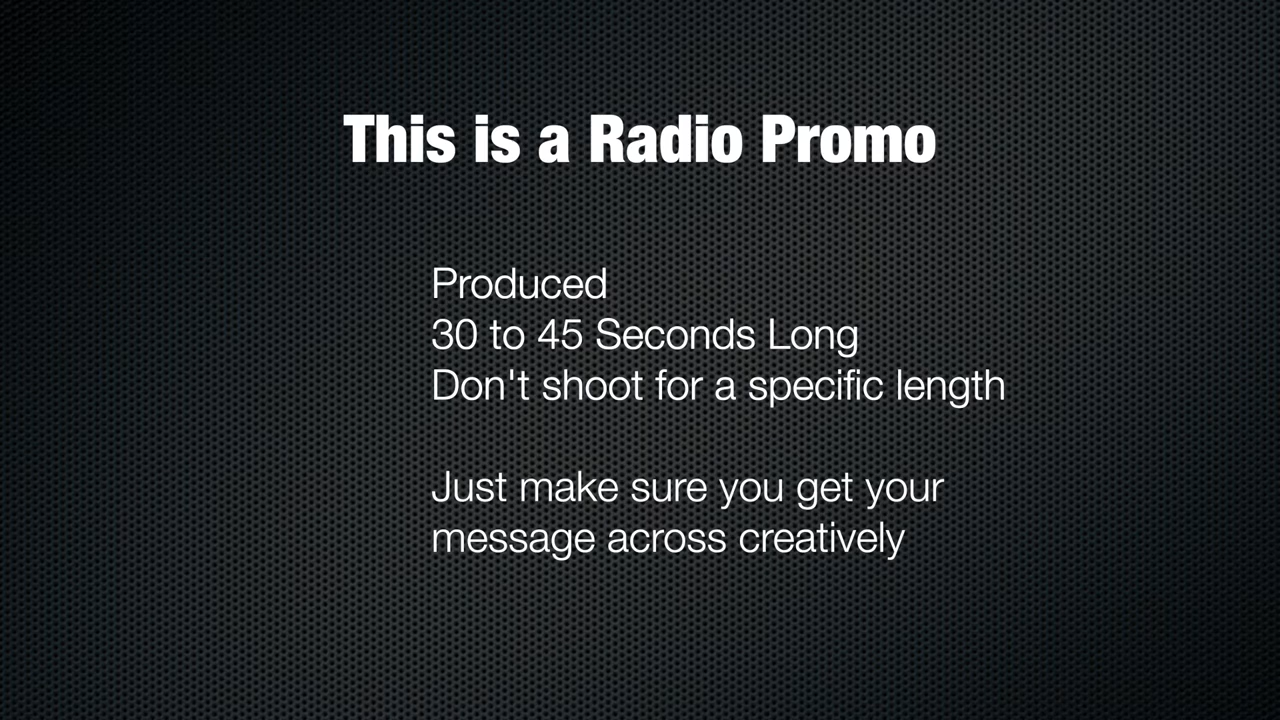 This is a Radio Promo
Produced
30 to 45 Seconds Long
Don't shoot for a specific length
Just make sure you get your
message across creatively